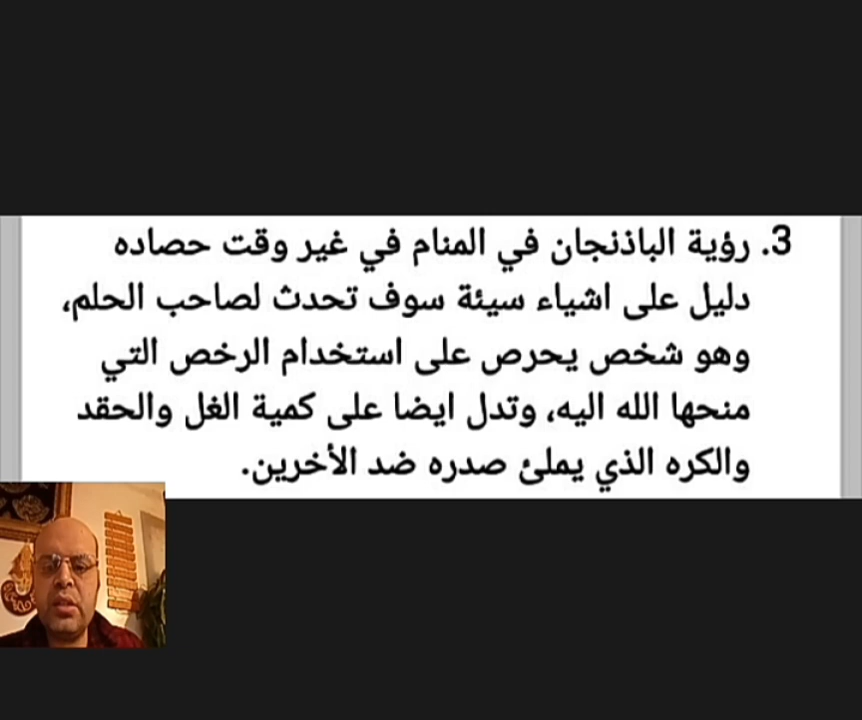 3. رؤية الباذنجان في المنام في غير وقت حصاده
دليل على اشياء سيئة سوف تحدث لصاحب الحلم،
وهو شخص يحرص على استخدام الرخص التي
منحها الله اليه، وتدل ايضا على كمية الغل والحقد
والكره الذي يملئ صدره ضد الأخرين.